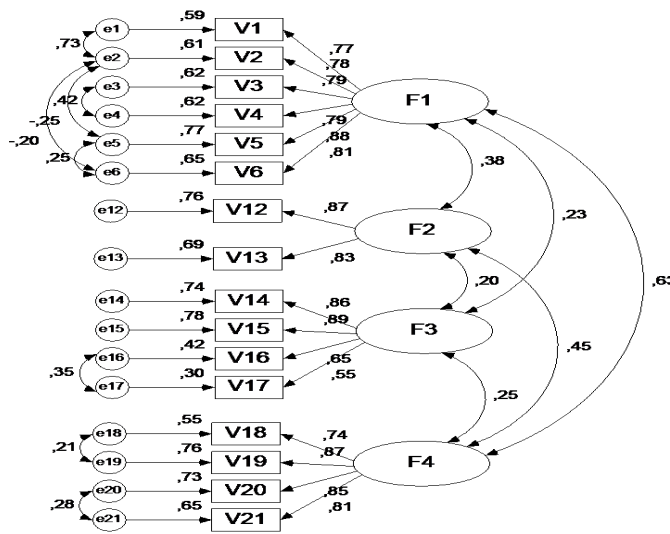 e1 ,59 V1
,73 e2 ,61 V2 ,77 ,78
e3 ,62 V3 ,79 F1
,42 e4 ,62 V4
-,25 e5 ,77 V5 ,79 ,88
-,20 ,25 e6 ,65 V6 ,81
,38
e12 ,76 V12 ,87 ,23
F2
e13 ,69 V13 ,83
,20 ,63
e14 ,74 V14 ,86
e15 ,78 V15 ,89 F3
e16 ,42 V16 ,65 ,45
,35 e17 ,30 V17 ,55
,25
e18 ,55 V18 ,74
,21 e19 ,76 V19 ,87 F4
e20 ,73 V20 ,85
,28 e21 ,65 V21 ,81